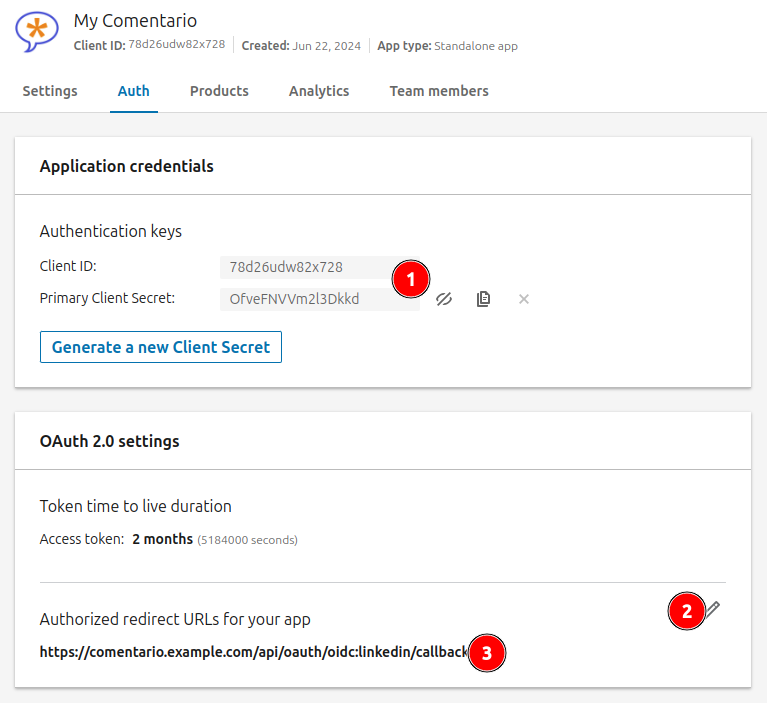 My Comentario
Client ID: 78d26udw82x728 Created: Jun 22, 2024 App type: Standalone app
Settings Auth Products Analytics Team members
Application credentials
Authentication keys
Client ID: 78d26udw82x728
1
Primary Client Secret: OfveFNVVm2l3Dkkd
Generate a new Client Secret
OAuth 2.0 settings
Token time to live duration
Access token: 2 months (5184000 seconds)
2
Authorized redirect URLs for your app
https://comentario.example.com/api/oauth/oidc:linkedin/callback 3